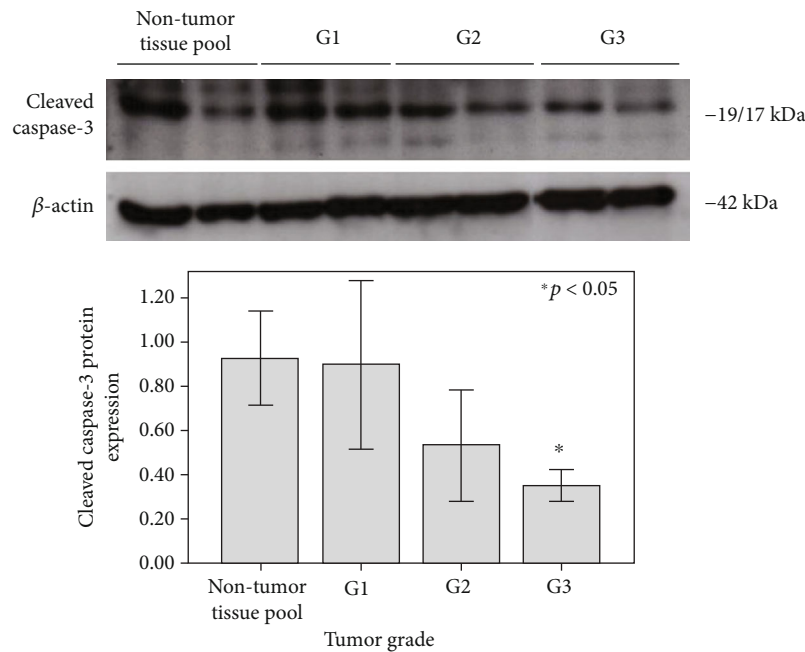 Non-tumor
tissue pool
G1
G2
G3
Cleaved
caspase-3
−19/17 kDa
β-actin
−42 kDa
*p < 0.05
1.20
1.00
0.80
0.60
0.40
0.20
0.00
Cleaved caspase-3 protein
expression
*
Non-tumor
tissue pool
G1
G2
G3
Tumor grade